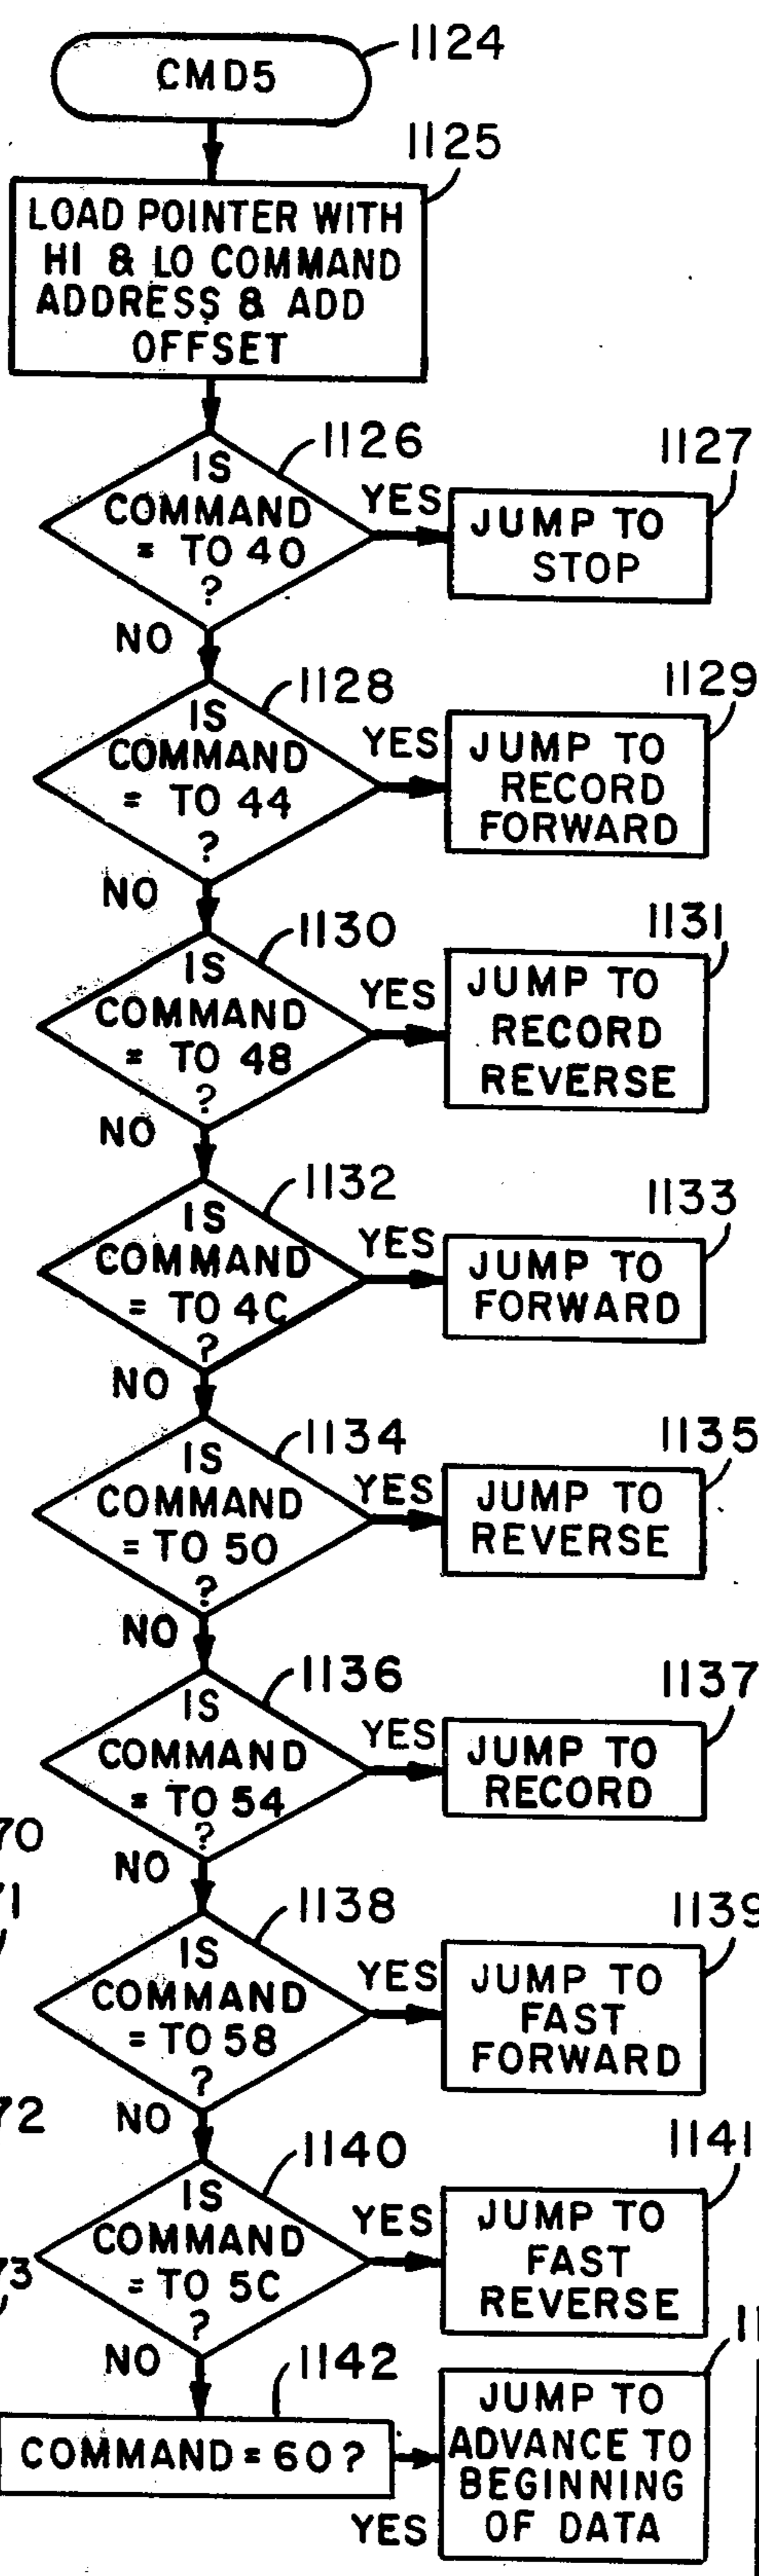 1124
CMD5
1125
LOAD POINTER WITH
HI & LO COMMAND
ADDRESS & ADD
OFFSET
1126
IS
COMMAND
= TO 40
?
YES
1127
JUMP TO
STOP
NO
1128
IS
COMMAND
= TO 44
?
YES
1129
JUMP TO
RECORD
FORWARD
NO
1130
IS
COMMAND
= TO 48
?
YES
1131
JUMP TO
RECORD
REVERSE
NO
1132
IS
COMMAND
= TO 4C
?
YES
1133
JUMP TO
FORWARD
NO
1134
IS
COMMAND
= TO 50
?
YES
1135
JUMP TO
REVERSE
NO
1136
IS
COMMAND
= TO 54
?
YES
1137
JUMP TO
RECORD
70
NO
71
1138
IS
COMMAND
= TO 58
?
YES
1139
JUMP TO
FAST
FORWARD
72
NO
1140
IS
COMMAND
= TO 5C
?
YES
1141
JUMP TO
FAST
REVERSE
73
NO
1142
COMMAND = 60 ?
YES
11
JUMP TO
ADVANCE TO
BEGINNING
OF DATA